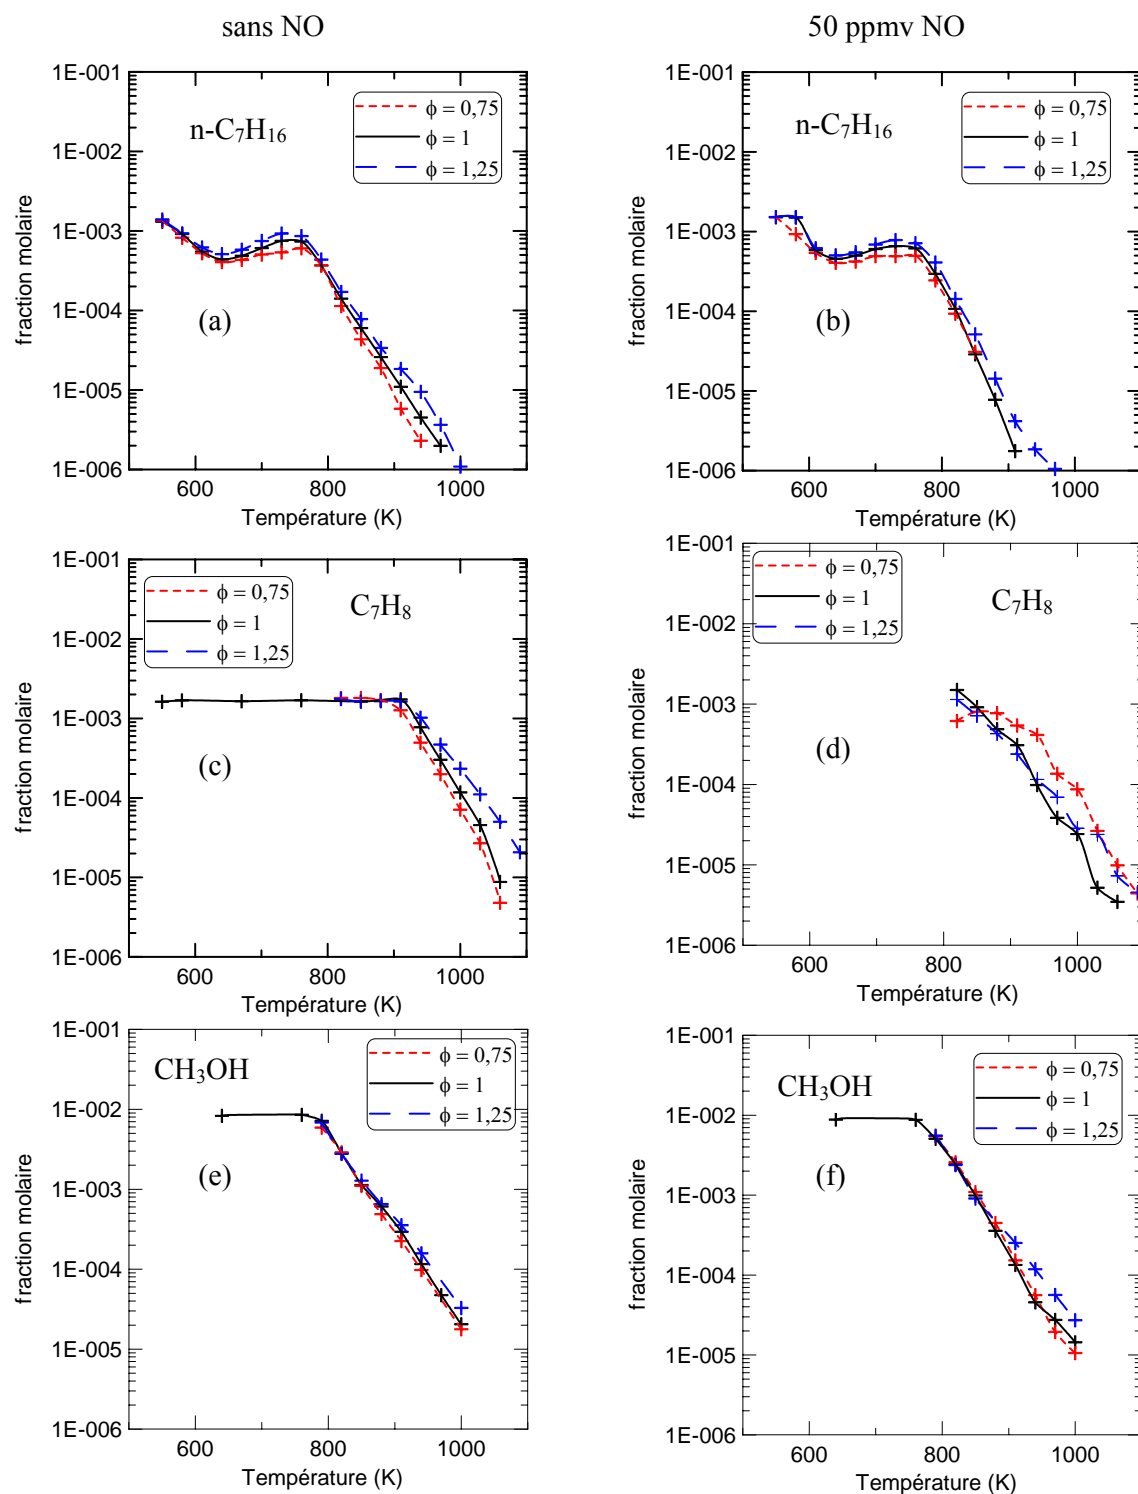 sans NO
50 ppmv NO
1E-001
1E-002
1E-003
1E-004
1E-005
1E-006
fraction molaire
n-C₇H₁₆
ϕ = 0,75
ϕ = 1
ϕ = 1,25
(a)
600 800 1000
Température (K)
1E-001
1E-002
1E-003
1E-004
1E-005
1E-006
fraction molaire
n-C₇H₁₆
ϕ = 0,75
ϕ = 1
ϕ = 1,25
(b)
600 800 1000
Température (K)
1E-001
1E-002
1E-003
1E-004
1E-005
1E-006
fraction molaire
ϕ = 0,75
ϕ = 1
ϕ = 1,25
C₇H₈
(c)
600 800 1000
Température (K)
1E-001
1E-002
1E-003
1E-004
1E-005
1E-006
fraction molaire
ϕ = 0,75
ϕ = 1
ϕ = 1,25
C₇H₈
(d)
600 800 1000
Température (K)
1E-001
1E-002
1E-003
1E-004
1E-005
1E-006
fraction molaire
CH₃OH
ϕ = 0,75
ϕ = 1
ϕ = 1,25
(e)
600 800 1000
Température (K)
1E-001
1E-002
1E-003
1E-004
1E-005
1E-006
fraction molaire
CH₃OH
ϕ = 0,75
ϕ = 1
ϕ = 1,25
(f)
600 800 1000
Température (K)